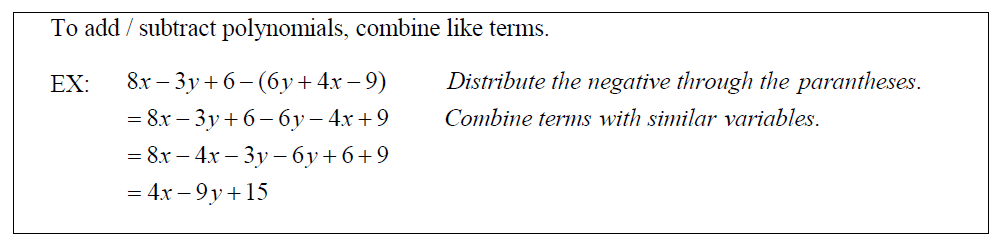 To add / subtract polynomials, combine like terms.
EX: 8x − 3y + 6 − (6y + 4x − 9) Distribute the negative through the parantheses.
= 8x − 3y + 6 − 6y − 4x + 9 Combine terms with similar variables.
= 8x − 4x − 3y − 6y + 6 + 9
= 4x − 9y + 15